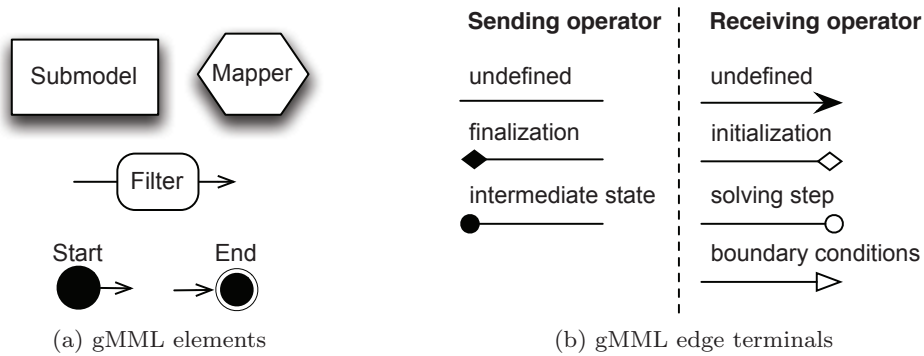 Submodel
Mapper
Filter
Start
End
(a) gMML elements
Sending operator
Receiving operator
undefined
undefined
finalization
initialization
intermediate state
solving step
boundary conditions
(b) gMML edge terminals